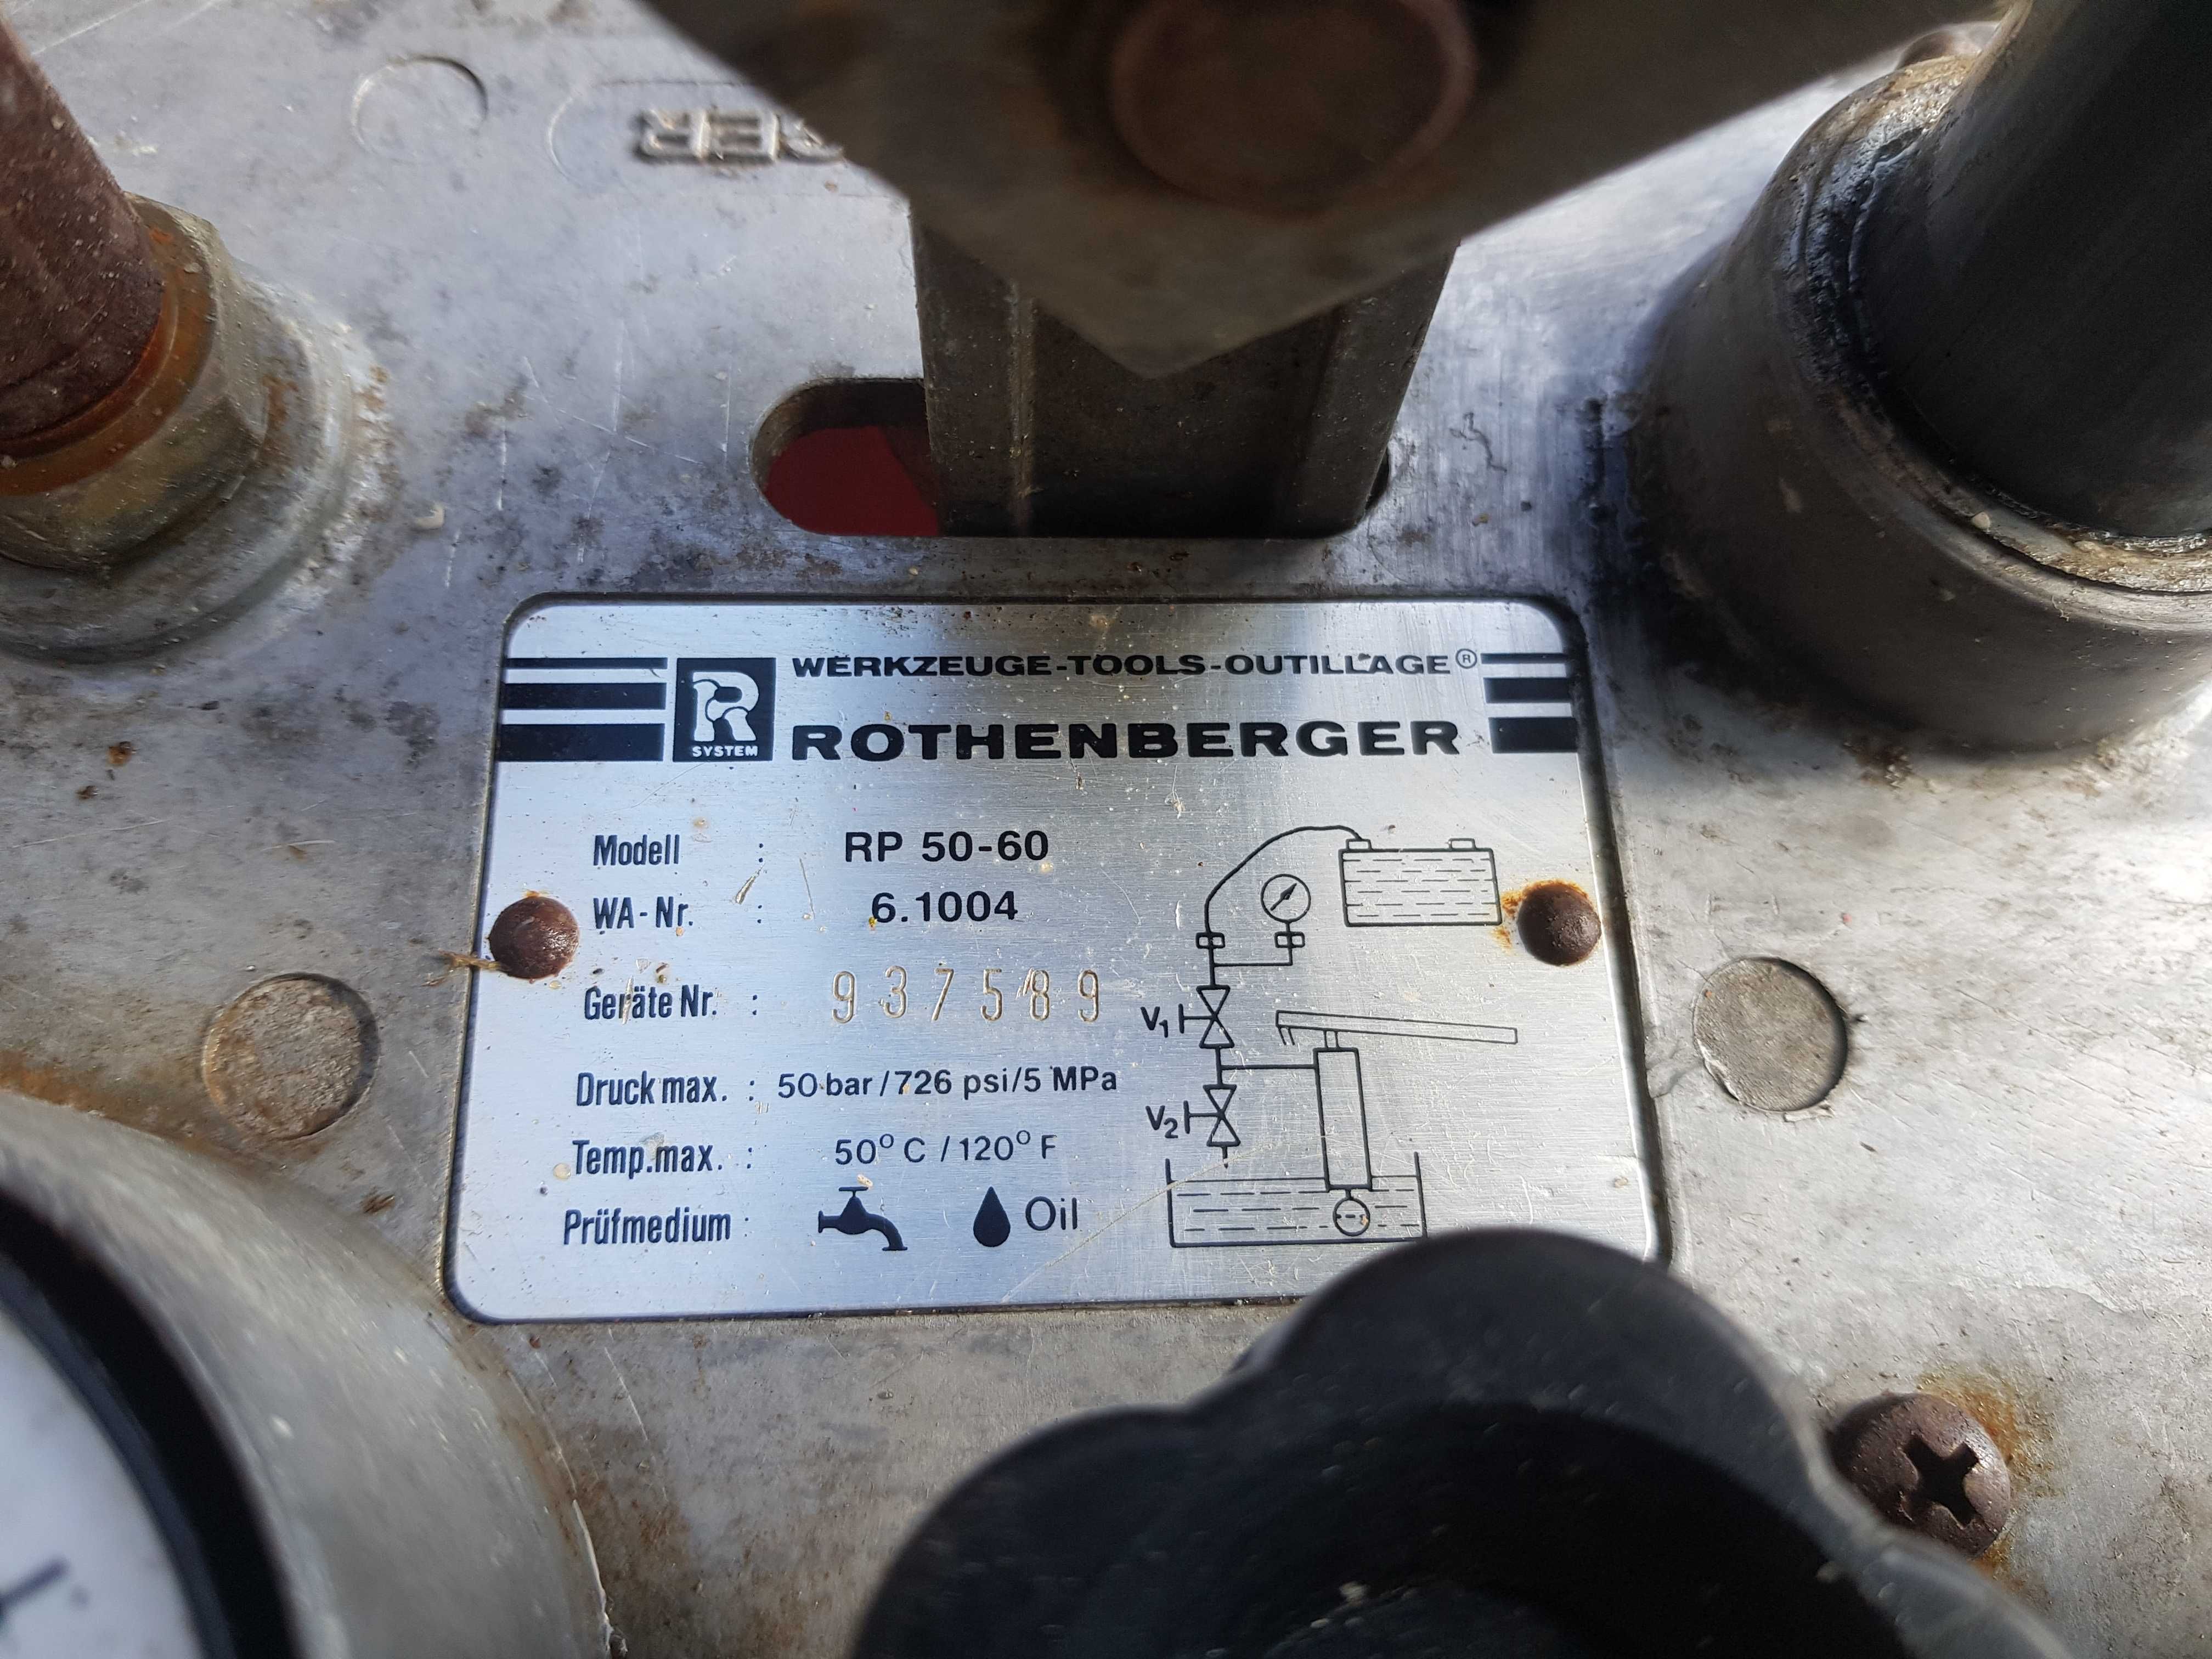 WERKZEUGE-TOOLS-OUTILLAGE®
R
SYSTEM
ROTHENBERGER
Modell : RP 50-60
WA-Nr. : 6.1004
Geräte Nr. : 937589
Druck max. : 50 bar/726 psi/5 MPa
Temp.max. : 50° C /120° F
Prüfmedium : Oil
V1
V2